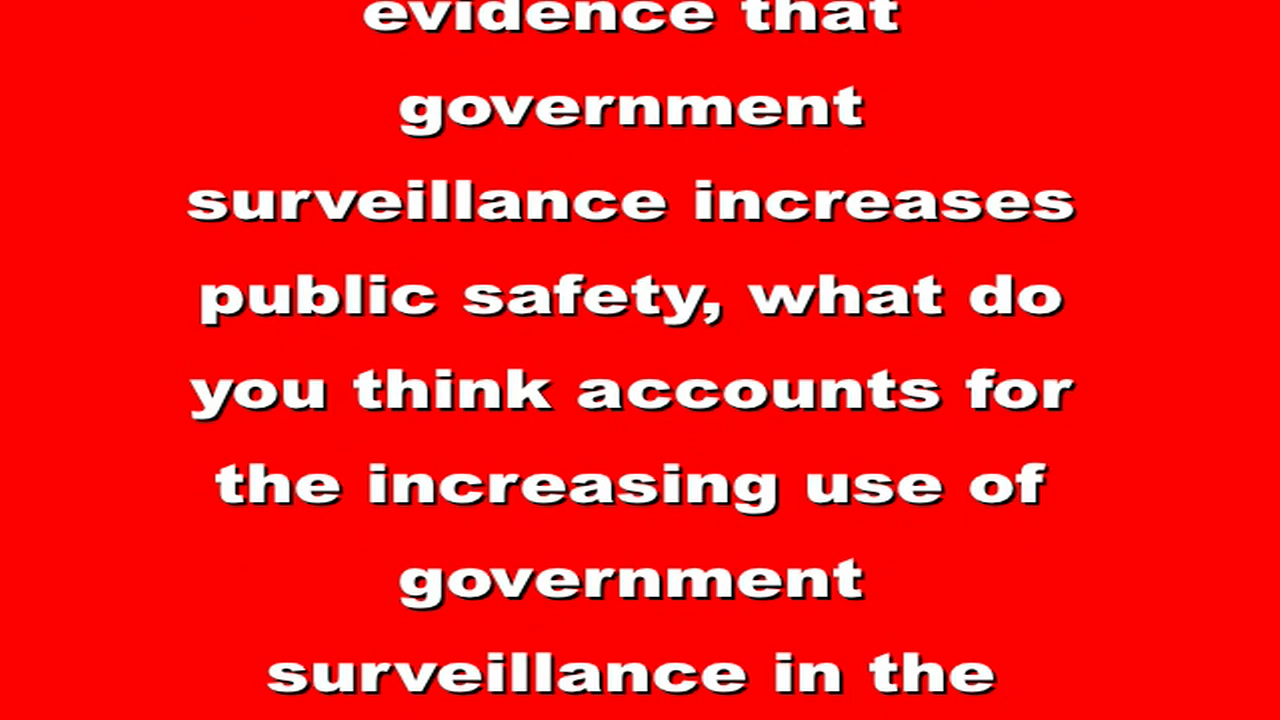 evidence that
government
surveillance increases
public safety, what do
you think accounts for
the increasing use of
government
surveillance in the